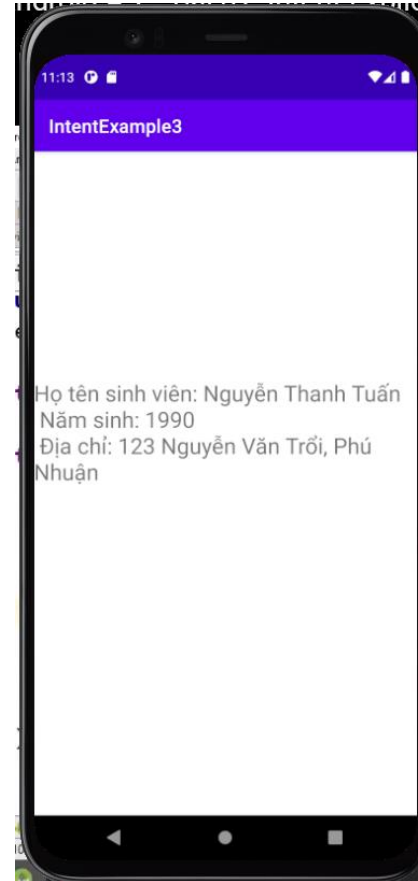 11:13
IntentExample3
Họ tên sinh viên: Nguyễn Thanh Tuấn
Năm sinh: 1990
Địa chỉ: 123 Nguyễn Văn Trổi, Phú
Nhuận